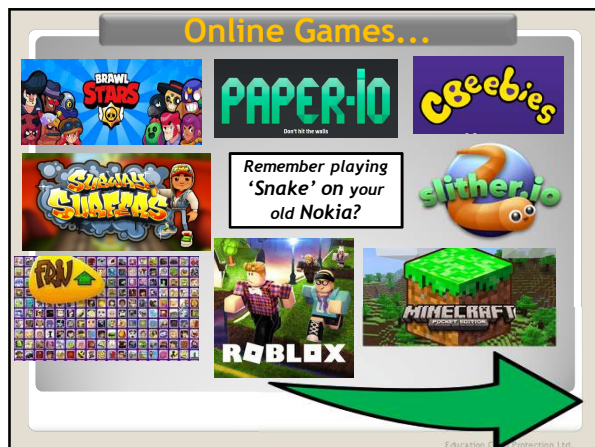 Online Games...
BRAWL
STARS
PAPER-iO
Don't hit the walls
CBeebies
SUBWAY
SURFERS
Remember playing
‘Snake’ on your
old Nokia?
slither.io
FRIV
ROBLOX
MINECRAFT
POCKET EDITION
Education Protection Ltd